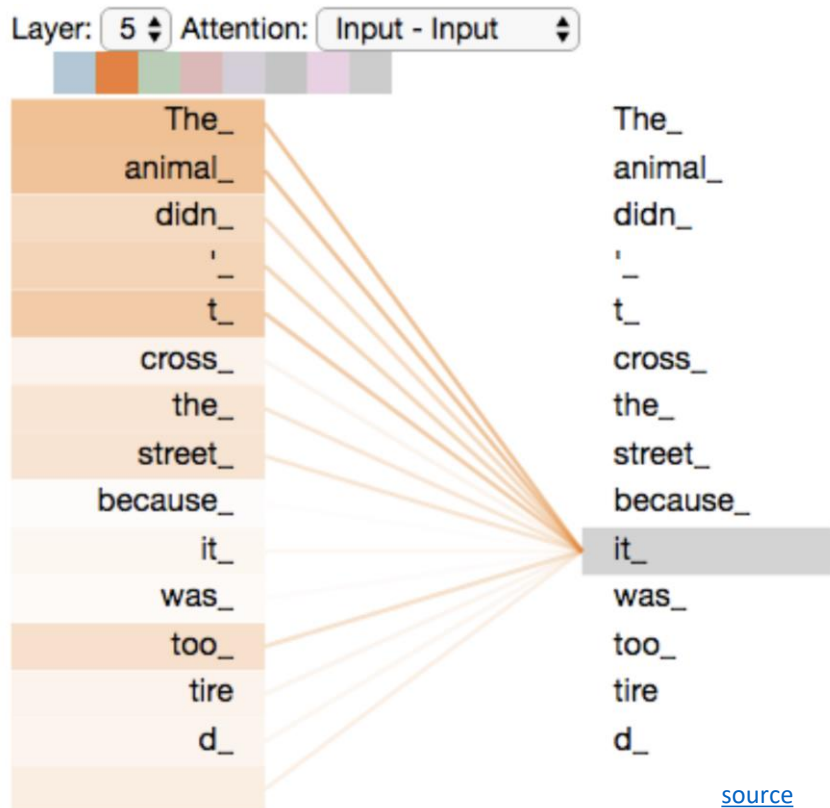 Layer: 5 Attention: Input - Input
The_ The_
animal_ animal_
didn_ didn_
'_ '_
t_ t_
cross_ cross_
the_ the_
street_ street_
because_ because_
it_ it_
was_ was_
too_ too_
tire tire
d_ d_
source